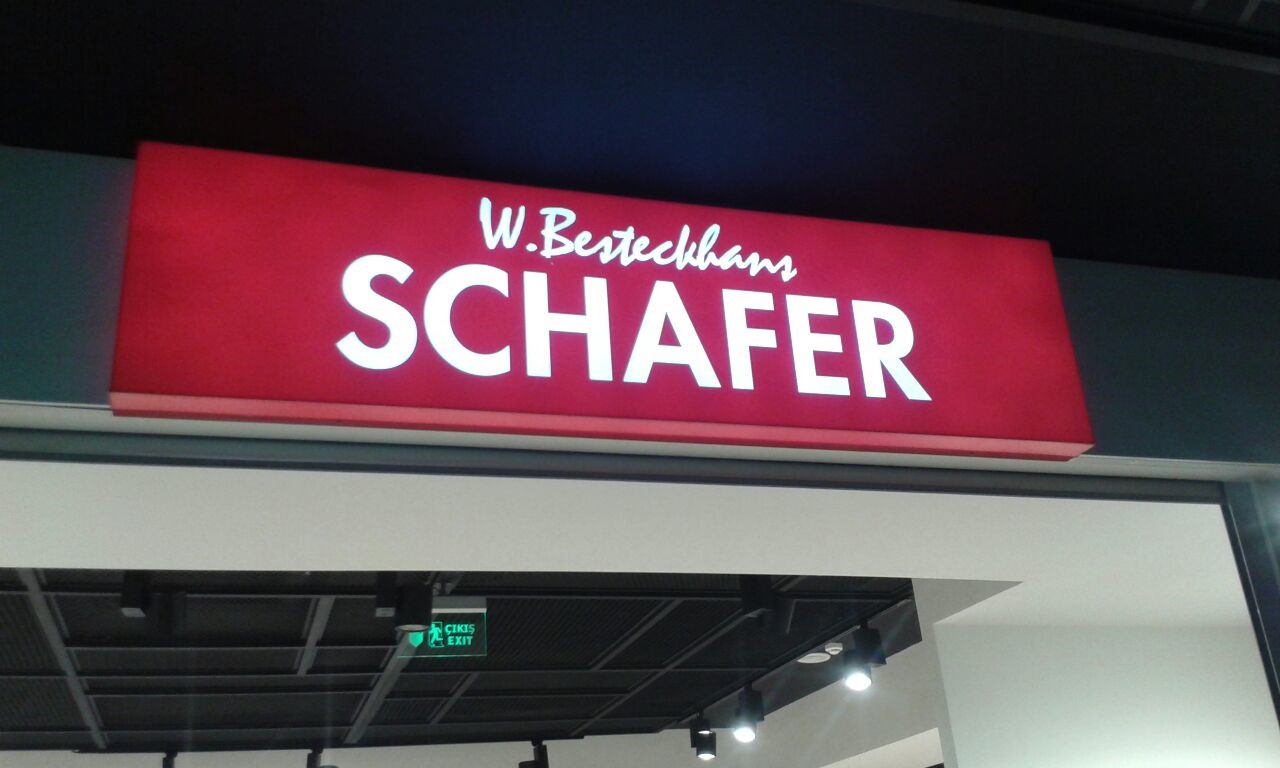 W.Besteckhans
SCHAFER
ÇIKIŞ
EXIT